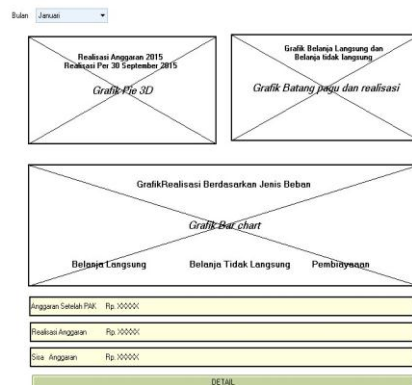 Bulan Januari
Realisasi Anggaran 2015
Realisasi Per 30 September 2015
Grafik Pie 3D
Grafik Belanja Langsung dan
Belanja tidak langsung
Grafik Batang pagu dan realisasi
GrafikRealisasi Berdasarkan Jenis Beban
Grafik Bar chart
Belanja Langsung Belanja Tidak Langsung Pembiayaaan
Anggaran Setelah PAK Rp. XXXXX
Realisasi Anggaran Rp. XXXXX
Sisa Anggaran Rp. XXXXX
DETAIL